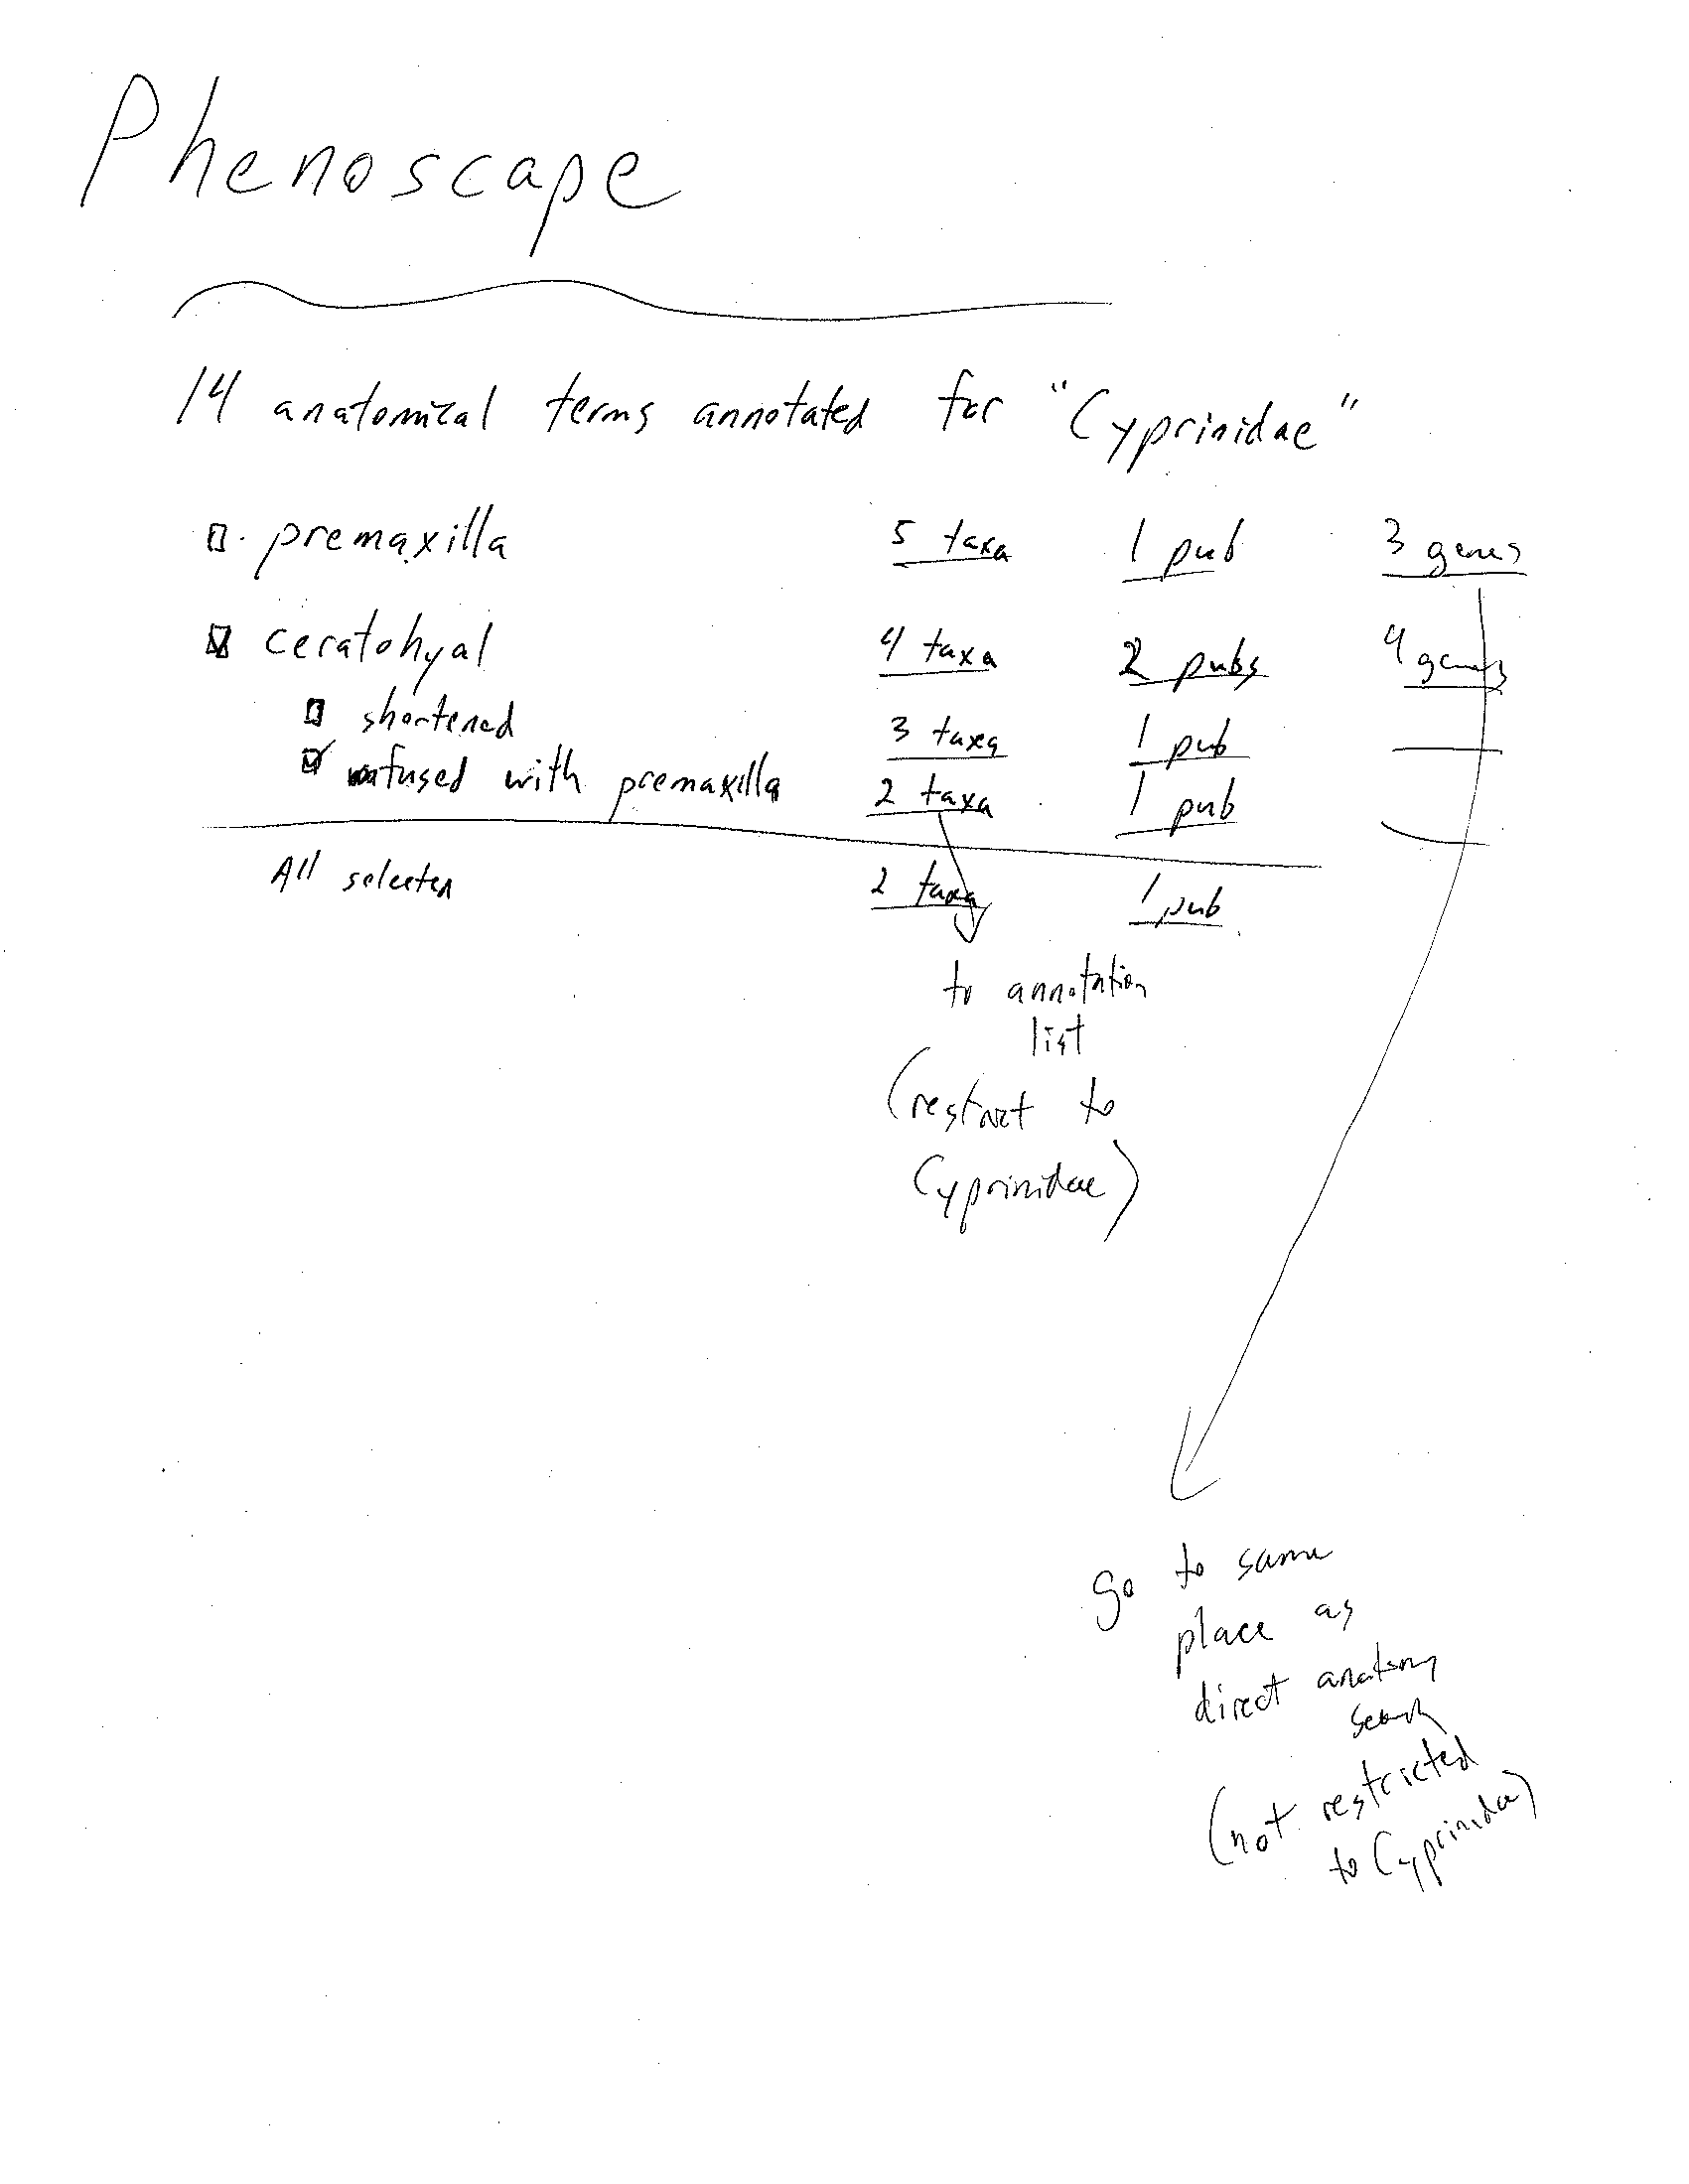 Phenoscape
14 anatomical terms annotated for "Cyprinidae"
premaxilla 5 taxa 1 pub 3 genes
ceratohyal 4 taxa 2 pubs 4 genes
shortened 3 taxa 1 pub
fused with premaxilla 2 taxa 1 pub
All selected 2 taxa 1 pub
to annotation
list
(restrict to
Cyprinidae)
go to same
place as
direct anatomy
search
(not restricted
to Cyprinidae)